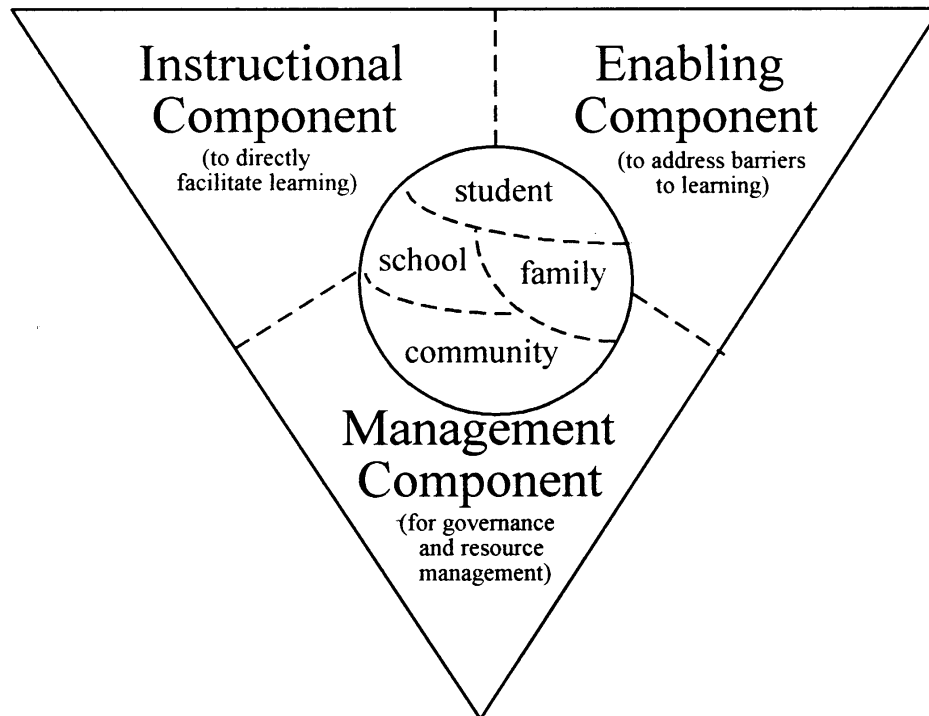 Instructional
Component
(to directly
facilitate learning)
Enabling
Component
(to address barriers
to learning)
student
school
family
community
Management
Component
(for governance
and resource
management)